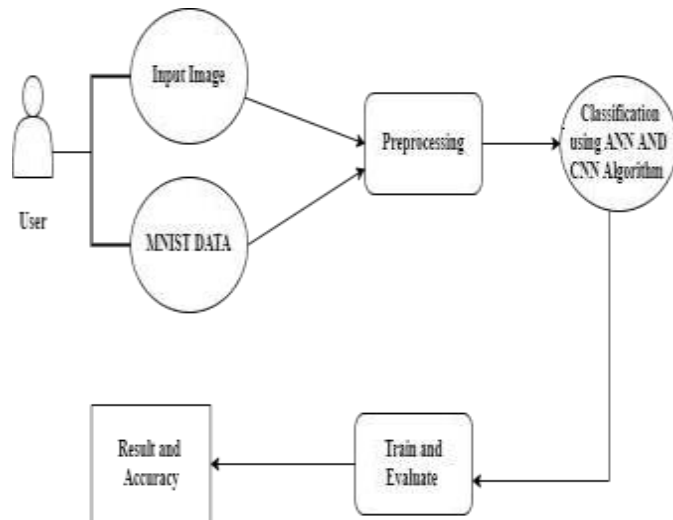 Input Image
User
MNIST DATA
Preprocessing
Classification
using ANN AND
CNN Algorithm
Train and
Evaluate
Result and
Accuracy